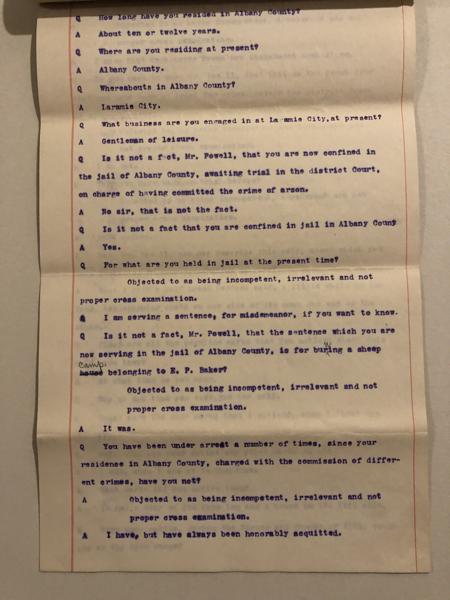 Q How long have you resided in Albany County?
A About ten or twelve years.
Q Where are you residing at present?
A Albany County.
Q Whereabouts in Albany County?
A Laramie City.
Q What business are you engaged in at Laramie City, at present?
A Gentleman of leisure.
Q Is it not a fact, Mr. Powell, that you are now confined in
the jail of Albany County, awaiting trial in the district Court,
on charge of having committed the crime of arson.
A No sir, that is not the fact.
Q Is it not a fact that you are confined in jail in Albany County
A Yes.
Q For what are you held in jail at the present time?
Objected to as being incompetent, irrelevant and not
proper cross examination.
A I am serving a sentence, for misdemeanor, if you want to know.
Q Is it not a fact, Mr. Powell, that the sentence which you are
now serving in the jail of Albany County, is for burning a sheep
camp
house belonging to E. P. Baker?
Objected to as being incompetent, irrelevant and not
proper cross examination.
A It was.
Q You have been under arrest a number of times, since your
residence in Albany County, charged with the commission of differ-
ent crimes, have you not?
A Objected to as being incompetent, irrelevant and not
proper cross examination.
A I have, but have always been honorably acquitted.